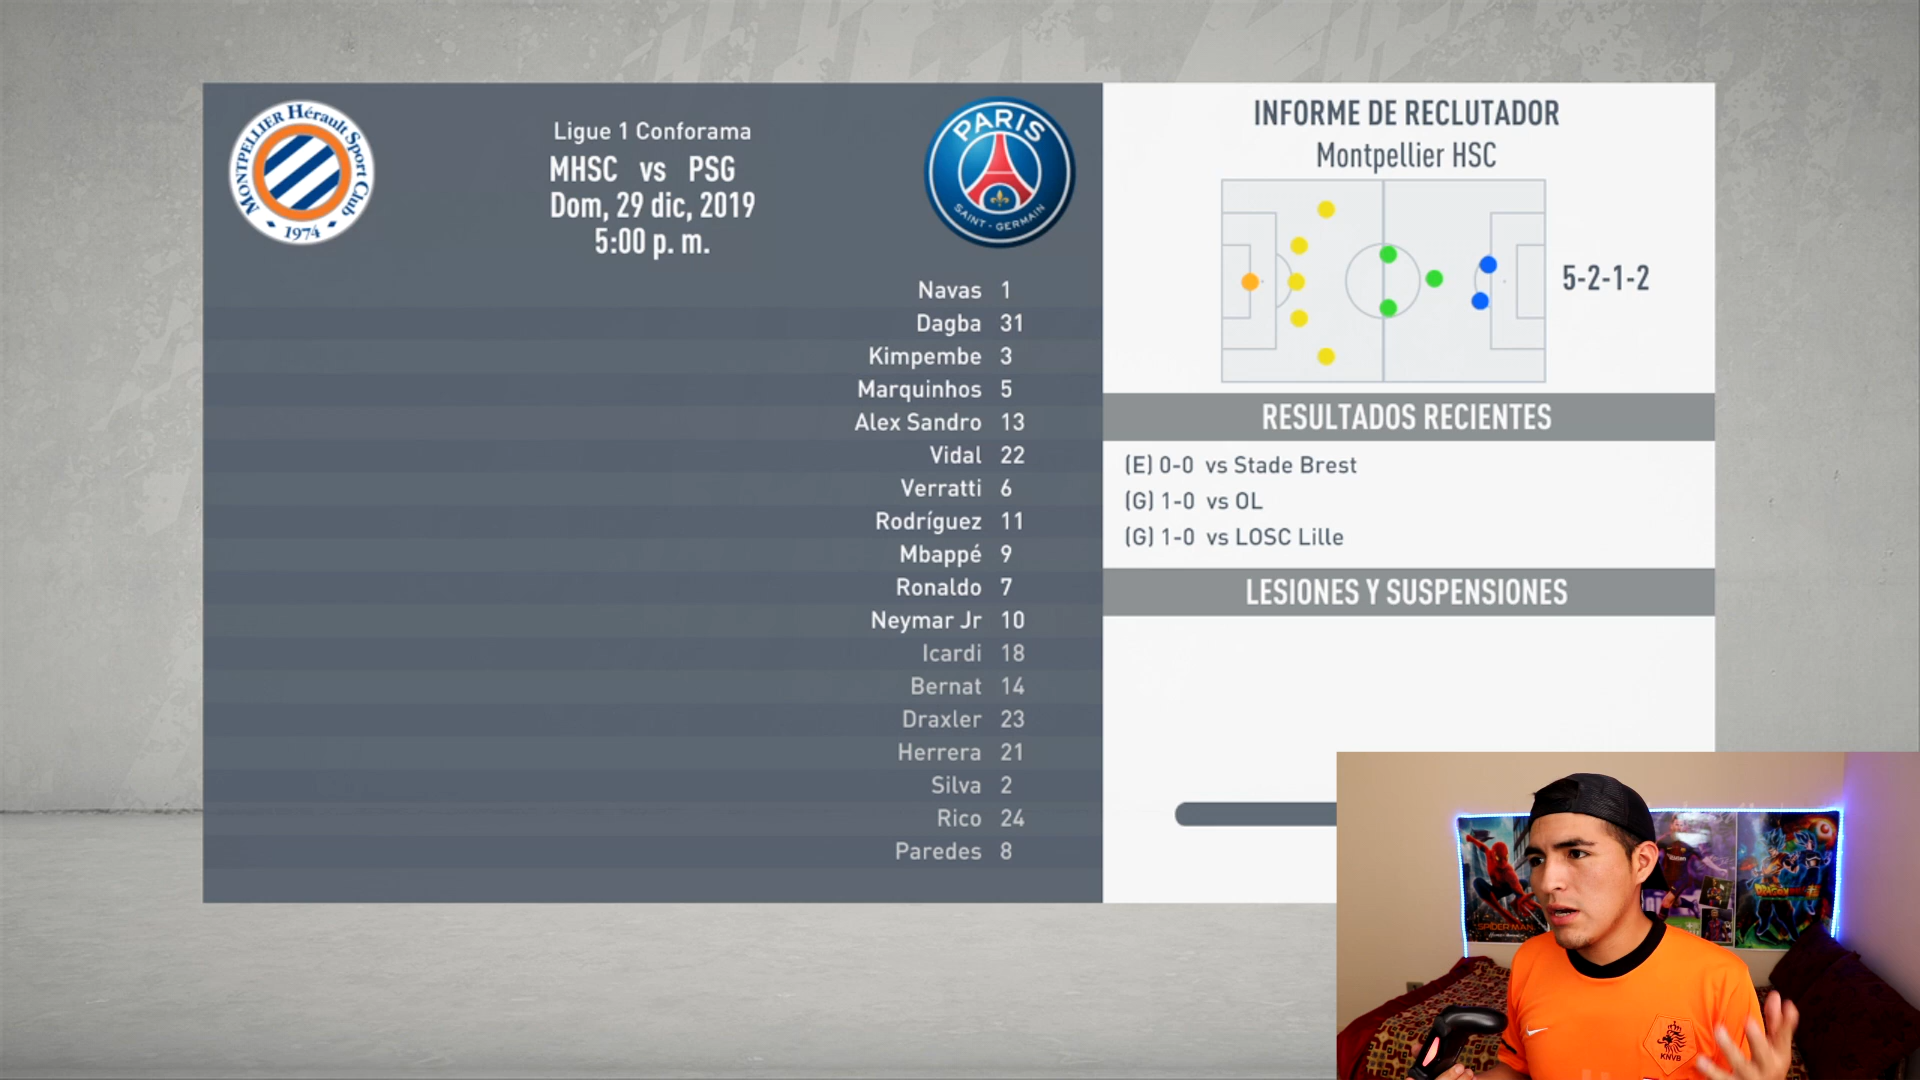 MONTPELLIER Hérault Sport Club
1974
Ligue 1 Conforama
MHSC vs PSG
Dom, 29 dic, 2019
5:00 p. m.
PARIS
SAINT-GERMAIN
Navas 1
Dagba 31
Kimpembe 3
Marquinhos 5
Alex Sandro 13
Vidal 22
Verratti 6
Rodríguez 11
Mbappé 9
Ronaldo 7
Neymar Jr 10
Icardi 18
Bernat 14
Draxler 23
Herrera 21
Silva 2
Rico 24
Paredes 8
INFORME DE RECLUTADOR
Montpellier HSC
5-2-1-2
RESULTADOS RECIENTES
(E) 0-0 vs Stade Brest
(G) 1-0 vs OL
(G) 1-0 vs LOSC Lille
LESIONES Y SUSPENSIONES
SPIDER-MAN
DRAGON
KNVB